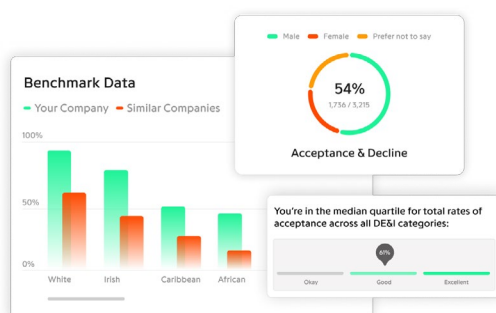 Benchmark Data
Your Company
Similar Companies
100%
50%
0%
White
Irish
Caribbean
African
Male
Female
Prefer not to say
54%
1,736 / 3,215
Acceptance & Decline
You're in the median quartile for total rates of
acceptance across all DE&I categories:
61%
Okay
Good
Excellent